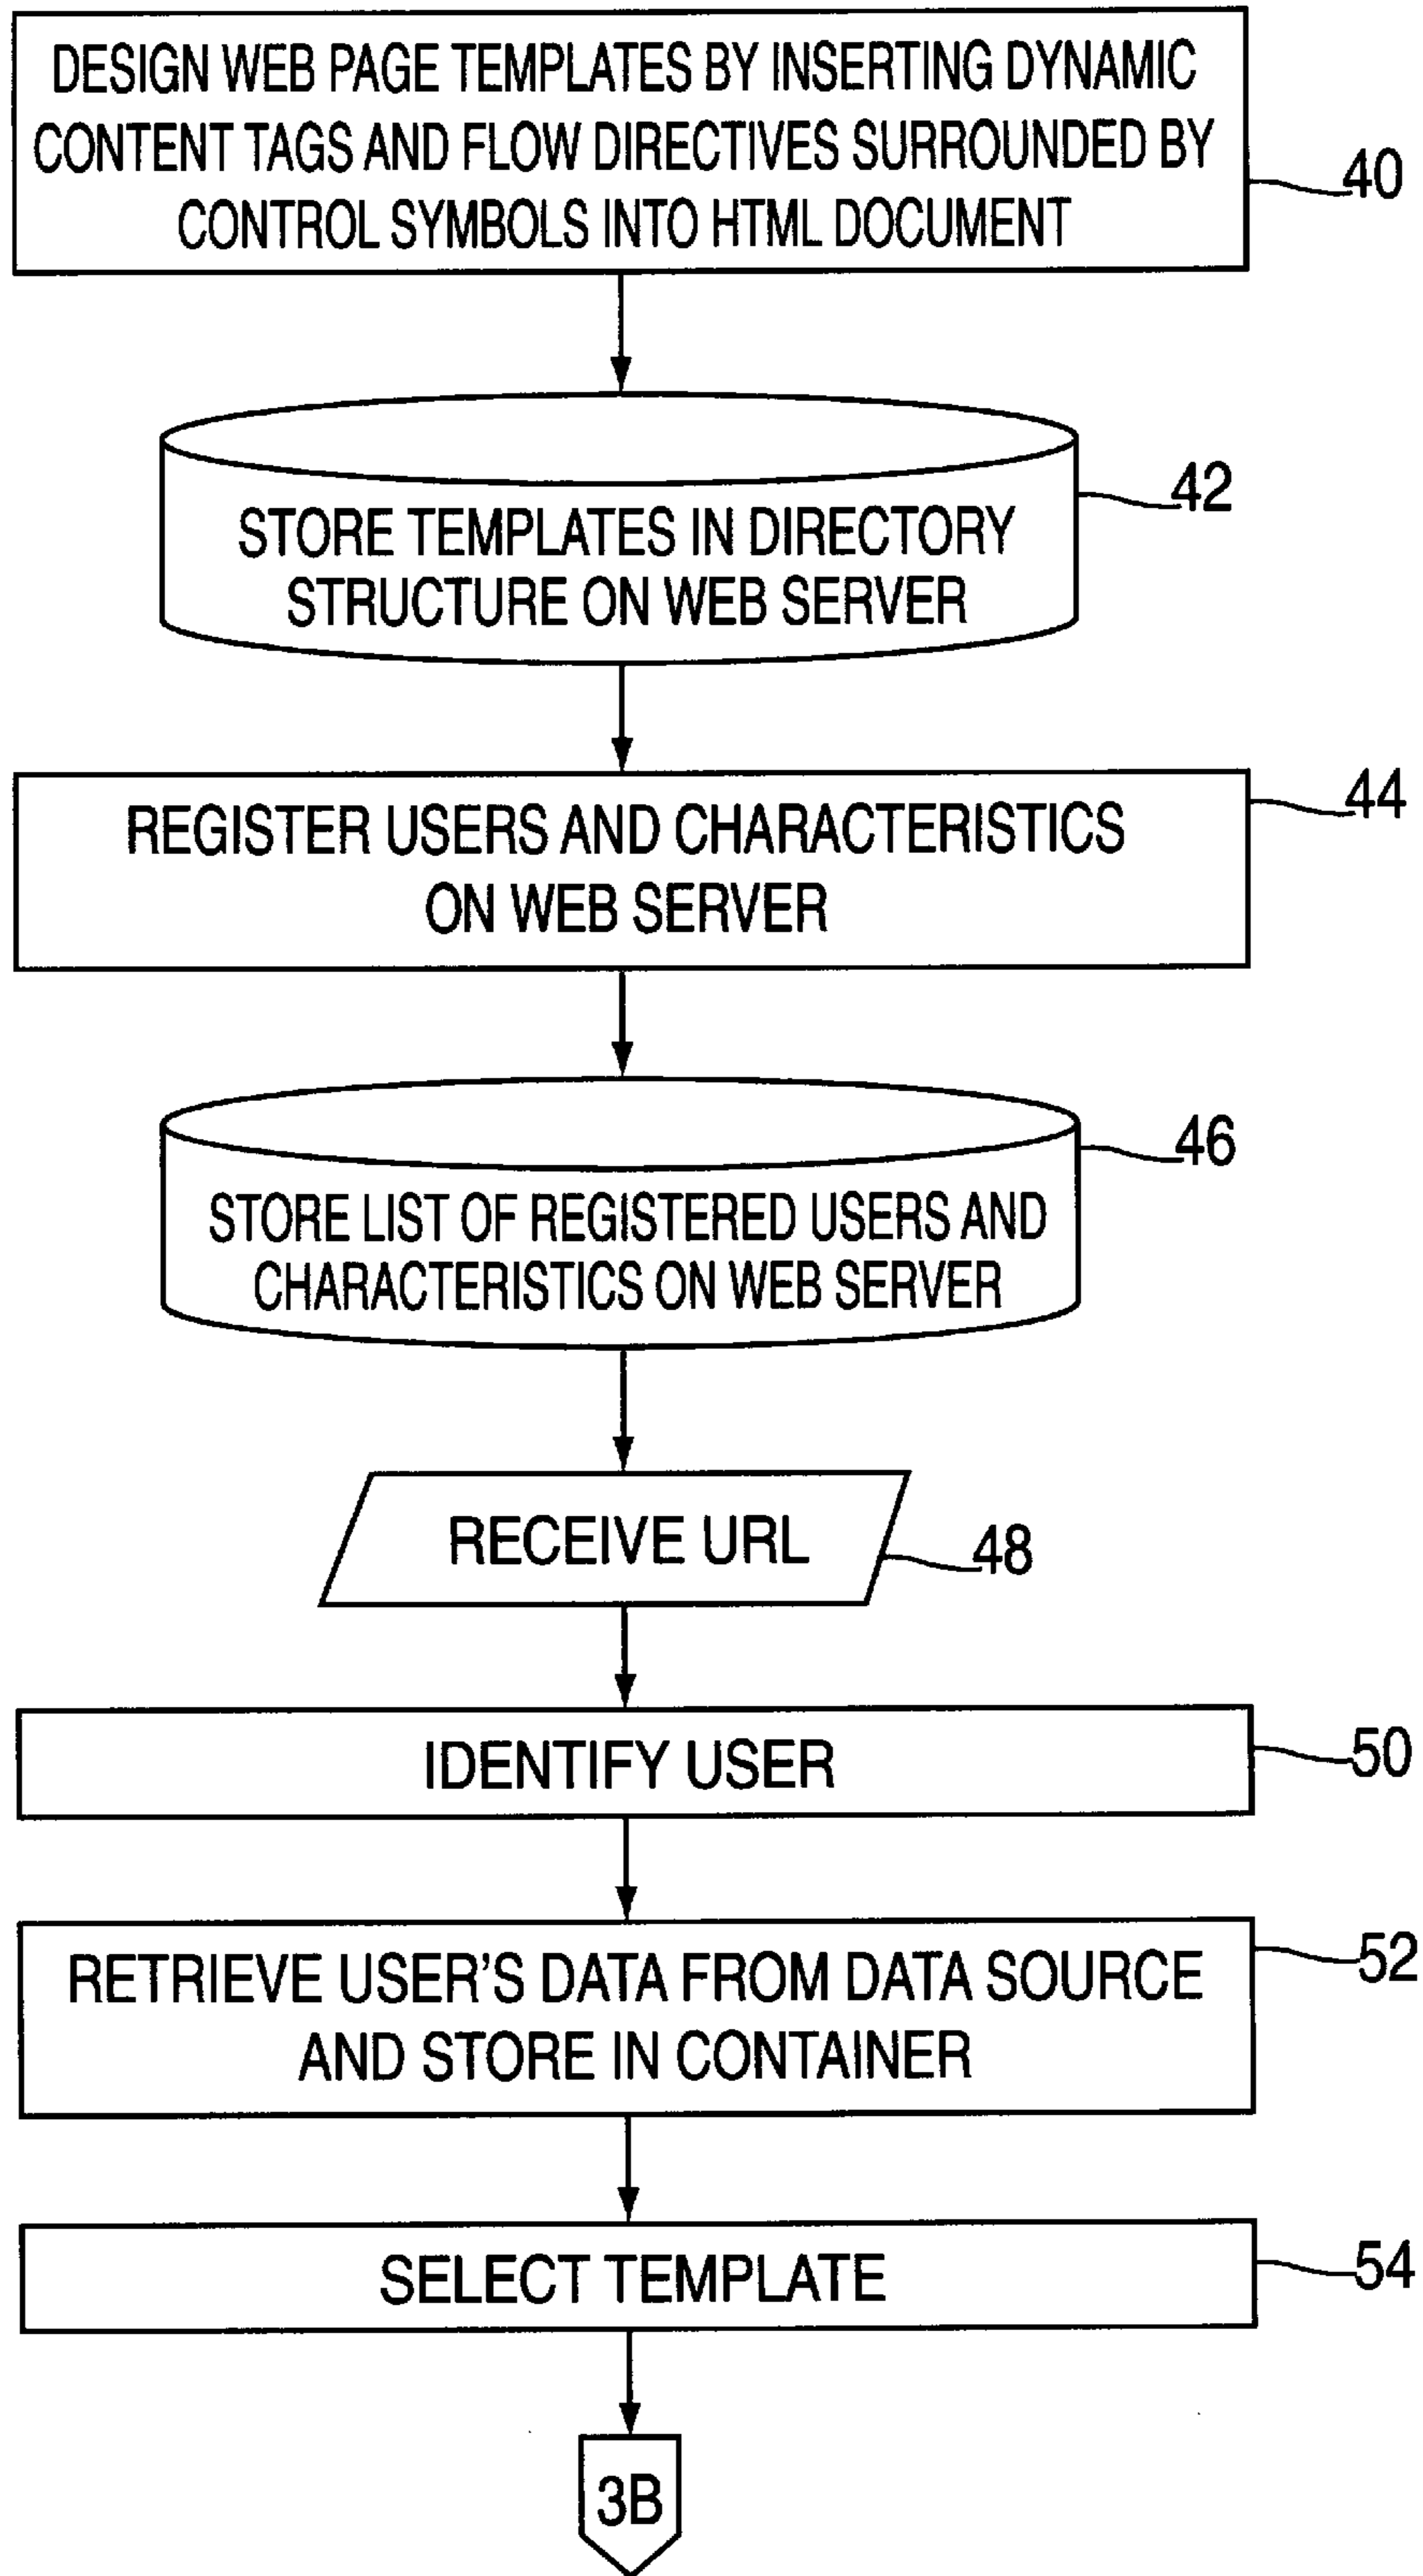 DESIGN WEB PAGE TEMPLATES BY INSERTING DYNAMIC
CONTENT TAGS AND FLOW DIRECTIVES SURROUNDED BY
CONTROL SYMBOLS INTO HTML DOCUMENT
40
STORE TEMPLATES IN DIRECTORY
STRUCTURE ON WEB SERVER
42
REGISTER USERS AND CHARACTERISTICS
ON WEB SERVER
44
STORE LIST OF REGISTERED USERS AND
CHARACTERISTICS ON WEB SERVER
46
RECEIVE URL
48
IDENTIFY USER
50
RETRIEVE USER'S DATA FROM DATA SOURCE
AND STORE IN CONTAINER
52
SELECT TEMPLATE
54
3B